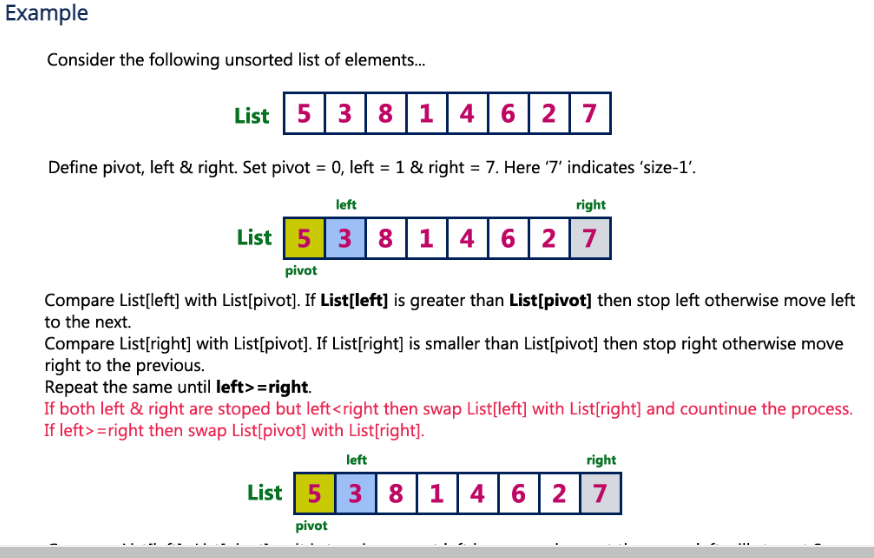 Example
Consider the following unsorted list of elements...
List 5 3 8 1 4 6 2 7
Define pivot, left & right. Set pivot = 0, left = 1 & right = 7. Here ‘7’ indicates ‘size-1’.
left right
List 5 3 8 1 4 6 2 7
pivot
Compare List[left] with List[pivot]. If List[left] is greater than List[pivot] then stop left otherwise move left
to the next.
Compare List[right] with List[pivot]. If List[right] is smaller than List[pivot] then stop right otherwise move
right to the previous.
Repeat the same until left>=right.
If both left & right are stoped but left<right then swap List[left] with List[right] and countinue the process.
If left>=right then swap List[pivot] with List[right].
left right
List 5 3 8 1 4 6 2 7
pivot